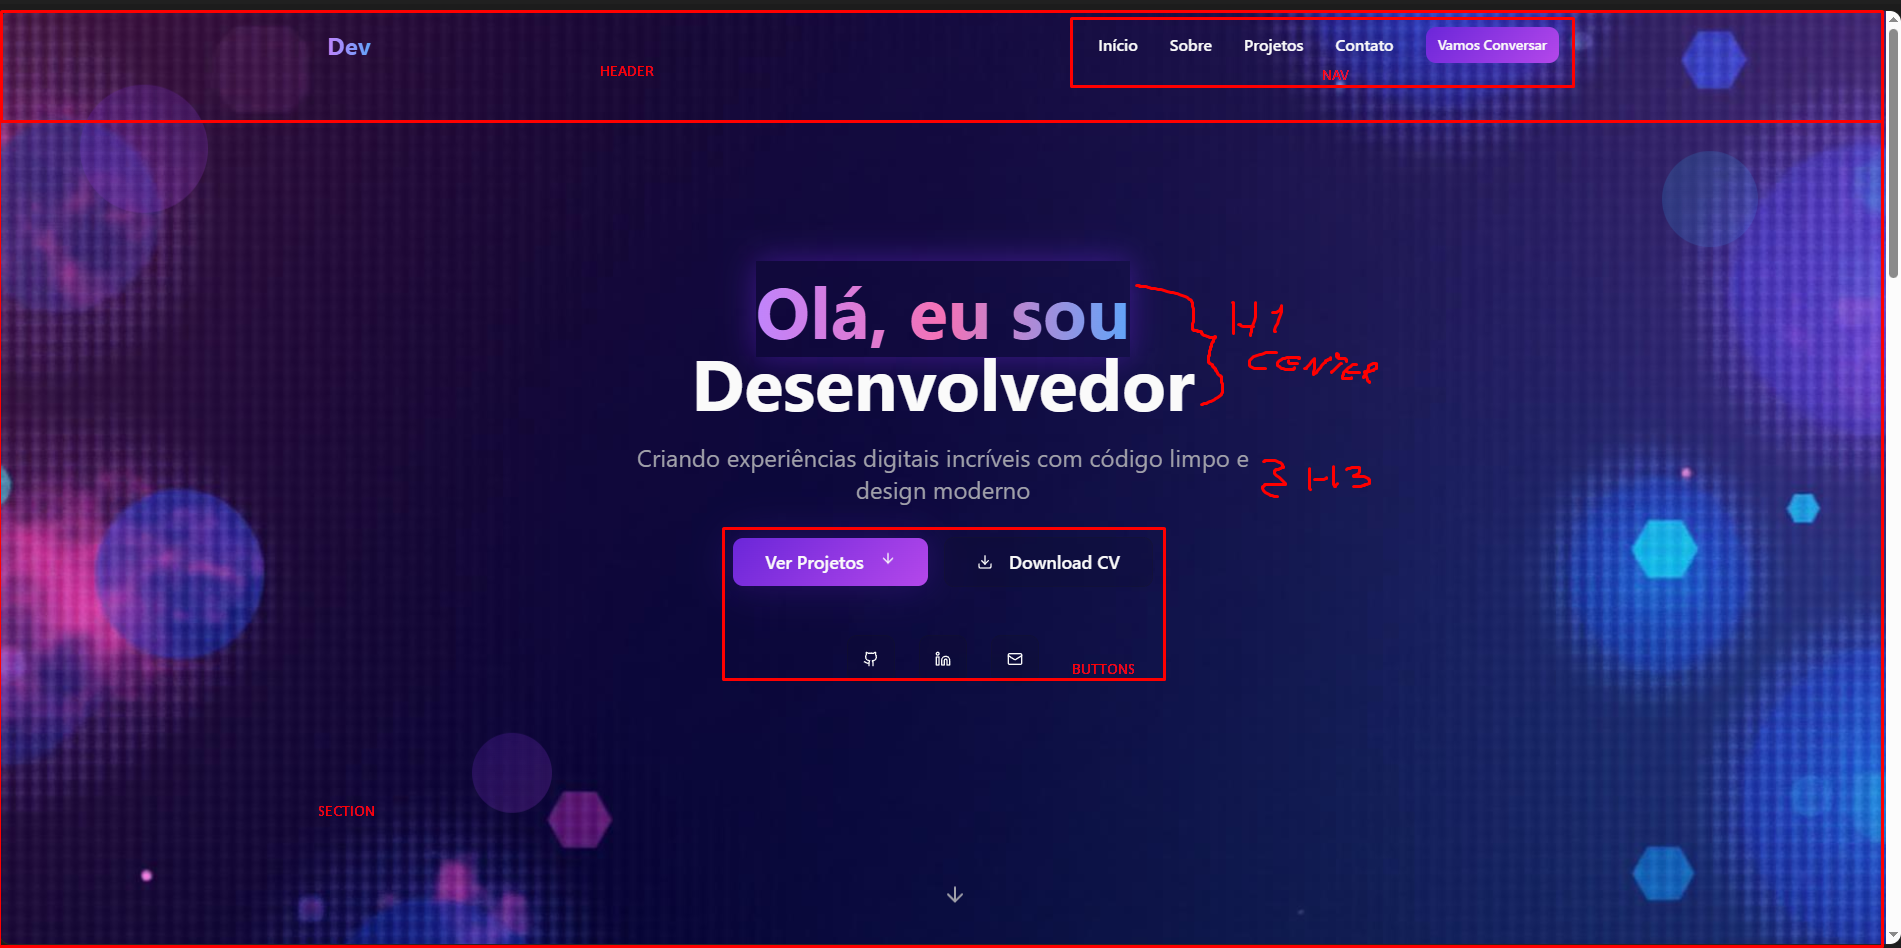 Dev
Início Sobre Projetos Contato Vamos Conversar
HEADER
NAV
Olá, eu sou
Desenvolvedor
H1
CENTER
Criando experiências digitais incríveis com código limpo e
design moderno
H3
Ver Projetos
Download CV
BUTTONS
SECTION